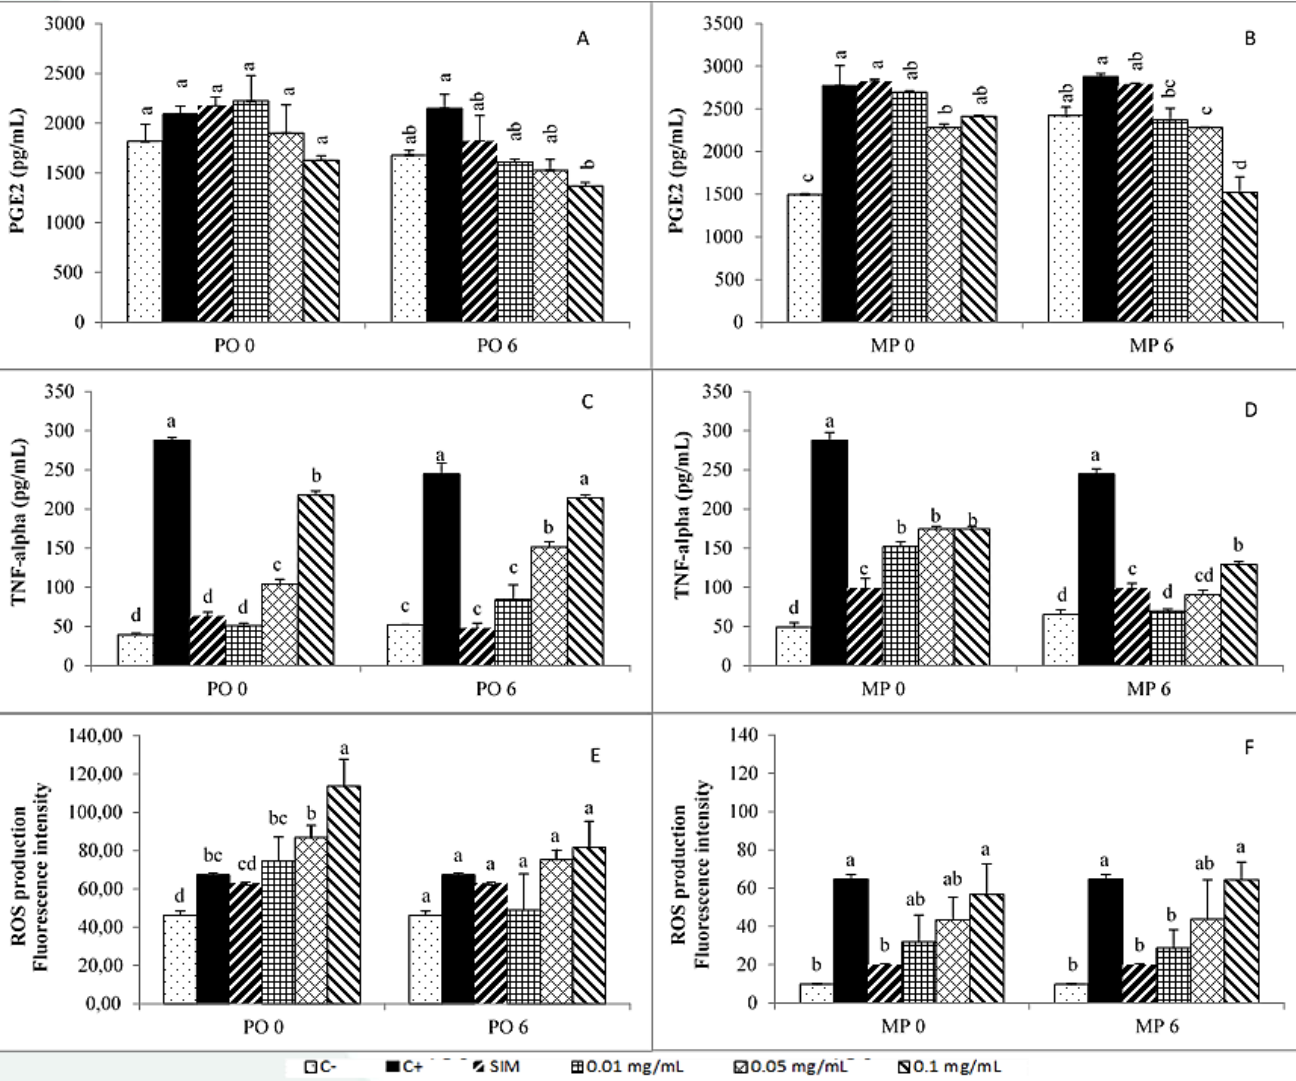 A
3000
2500
2000
1500
1000
500
0
PGE2 (pg/mL)
a a a a a a
ab a ab ab ab b
PO 0 PO 6
B
3500
3000
2500
2000
1500
1000
500
0
PGE2 (pg/mL)
c a a ab b ab
ab a ab bc c d
MP 0 MP 6
C
350
300
250
200
150
100
50
0
TNF-alpha (pg/mL)
d a d d c b
c a c c b a
PO 0 PO 6
D
350
300
250
200
150
100
50
0
TNF-alpha (pg/mL)
d a c b b b
d a c d cd b
MP 0 MP 6
E
140,00
120,00
100,00
80,00
60,00
40,00
20,00
0,00
ROS production
Fluorescence intensity
d bc cd bc b a
a a a a a a
PO 0 PO 6
F
140
120
100
80
60
40
20
0
ROS production
Fluorescence intensity
b a b ab ab a
b a b b ab a
MP 0 MP 6
C- C+ SIM 0.01 mg/mL 0.05 mg/mL 0.1 mg/mL